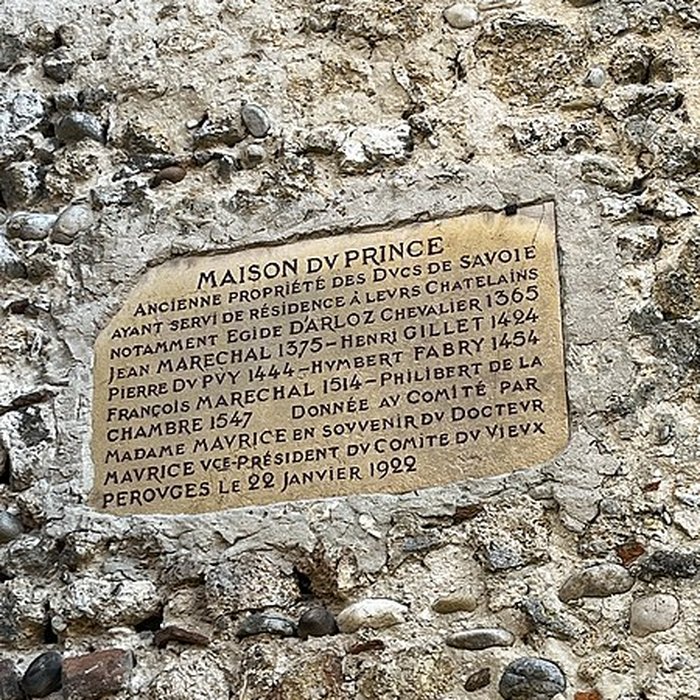 MAISON DV PRINCE
ANCIENNE PROPRIÉTÉ DES DVCS DE SAVOIE
AYANT SERVI DE RÉSIDENCE À LEVRS CHATELAINS
NOTAMMENT EGIDE D'ARLOZ CHEVALIER 1365
JEAN MARECHAL 1375 – HENRI GILLET 1424
PIERRE DV PVY 1444 – HVMBERT FABRY 1454
FRANÇOIS MARECHAL 1514 – PHILIBERT DE LA
CHAMBRE 1547 DONNÉE AV COMITÉ PAR
MADAME MAVRICE EN SOVVENIR DV DOCTEVR
MAVRICE VCE-PRÉSIDENT DV COMITE DV VIEVX
PEROVGES LE 22 JANVIER 1922